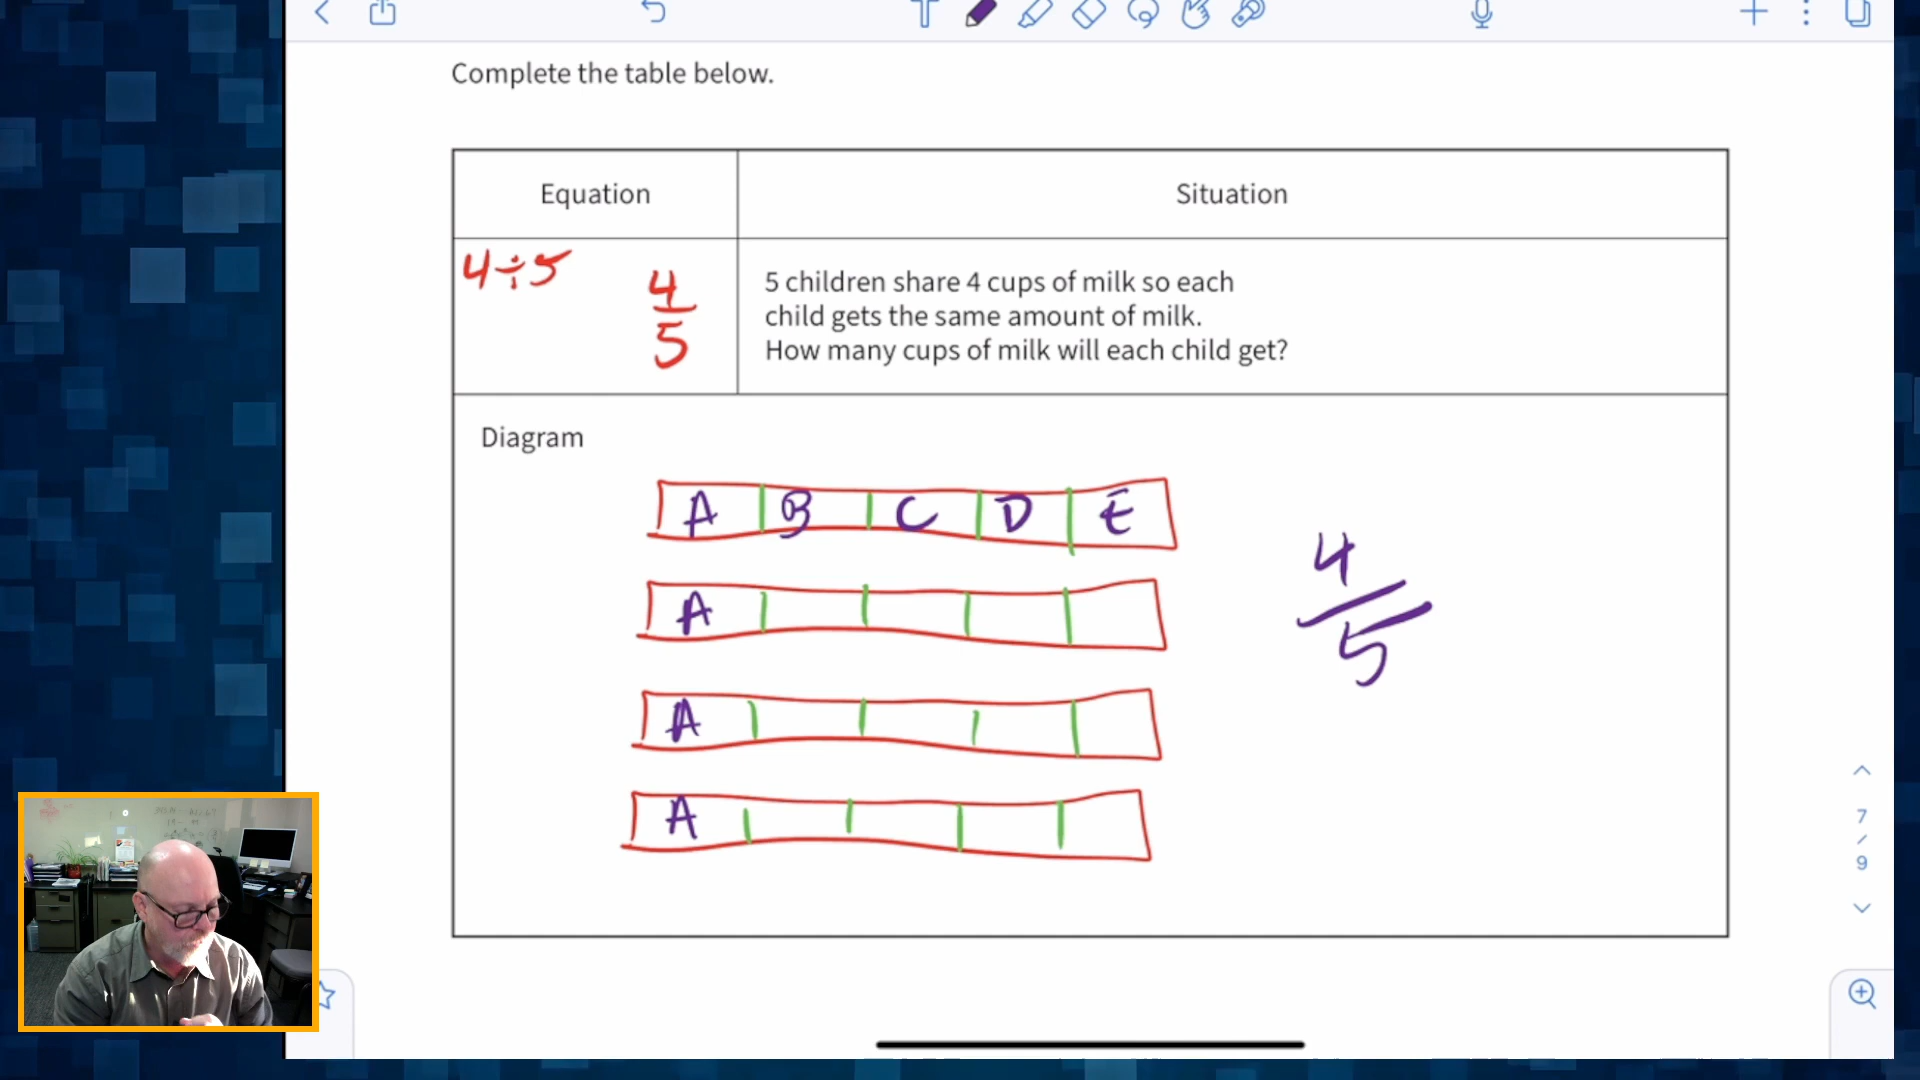 Complete the table below.
Equation
Situation
4÷5
4
5
5 children share 4 cups of milk so each
child gets the same amount of milk.
How many cups of milk will each child get?
Diagram
A B C D E
A
A
A
4
5
7
/
9